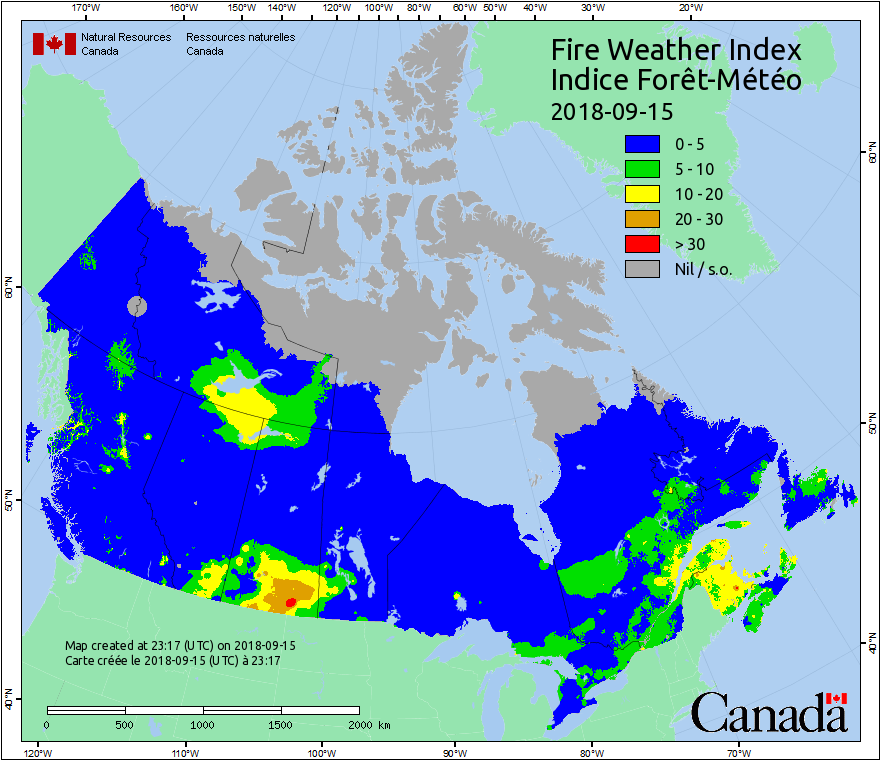 170°W 160°W 150°W 140°W 130°W 120°W 110°W 100°W 90°W 80°W 70°W 60°W 50°W 40°W 30°W 20°W
Natural Resources Ressources naturelles
Canada Canada
Fire Weather Index
Indice Forêt-Météo
2018-09-15
0 - 5
5 - 10
10 - 20
20 - 30
> 30
Nil / s.o.
60°N
60°N
50°N
50°N
40°N
40°N
Map created at 23:17 (UTC) on 2018-09-15
Carte créée le 2018-09-15 (UTC) à 23:17
0 500 1000 1500 2000 km
Canada
120°W 110°W 100°W 90°W 80°W 70°W